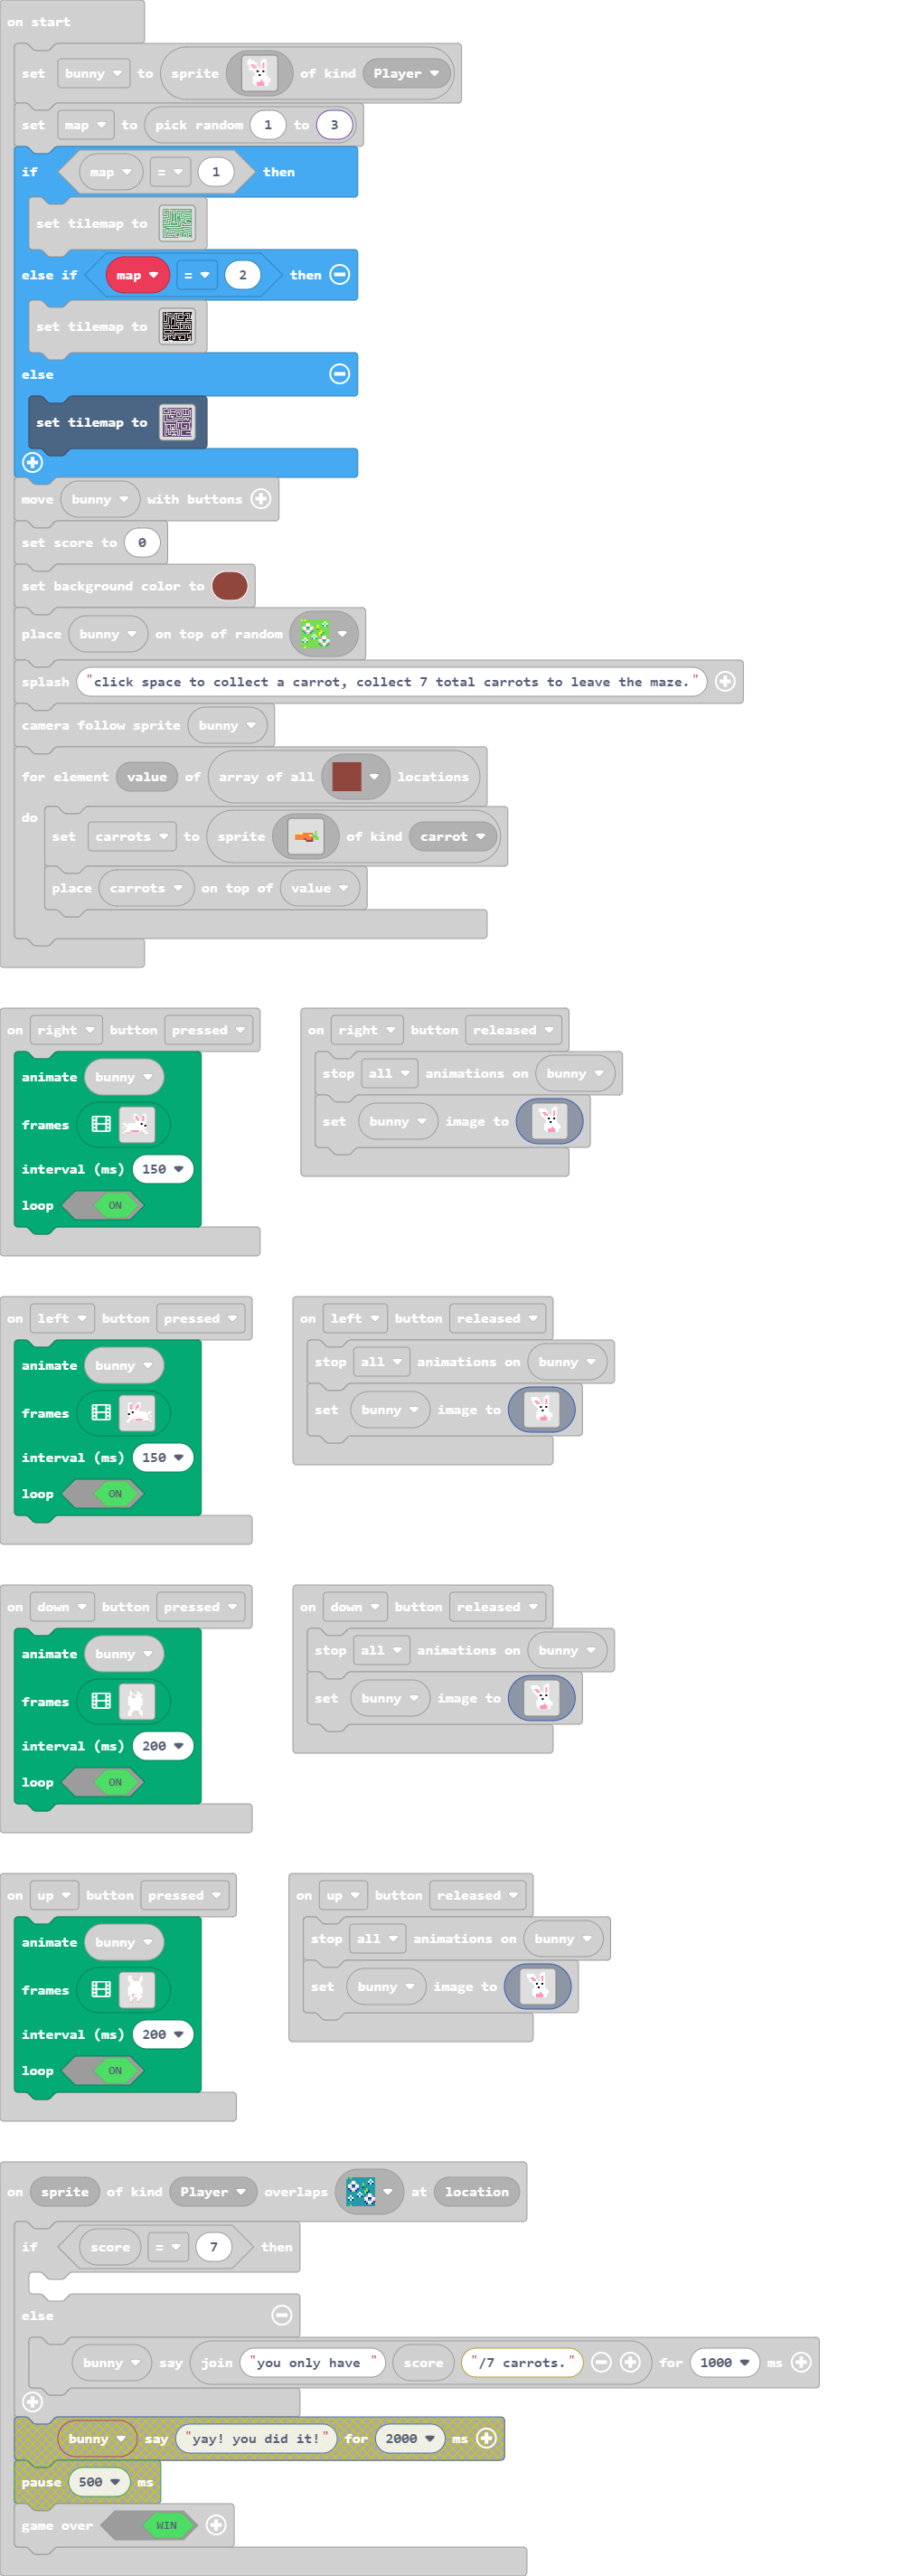 on start
set bunny to sprite of kind Player
set map to pick random 1 to 3
if map = 1 then
set tilemap to
else if map = 2 then
set tilemap to
else
set tilemap to
move bunny with buttons
set score to 0
set background color to
place bunny on top of random
splash "click space to collect a carrot, collect 7 total carrots to leave the maze."
camera follow sprite bunny
for element value of array of all locations
do
set carrots to sprite of kind carrot
place carrots on top of value
on right button pressed
animate bunny
frames
interval (ms) 150
loop ON
on right button released
stop all animations on bunny
set bunny image to
on left button pressed
animate bunny
frames
interval (ms) 150
loop ON
on left button released
stop all animations on bunny
set bunny image to
on down button pressed
animate bunny
frames
interval (ms) 200
loop ON
on down button released
stop all animations on bunny
set bunny image to
on up button pressed
animate bunny
frames
interval (ms) 200
loop ON
on up button released
stop all animations on bunny
set bunny image to
on sprite of kind Player overlaps at location
if score = 7 then
else
bunny say join "you only have " score "/7 carrots." for 1000 ms
bunny say "yay! you did it!" for 2000 ms
pause 500 ms
game over WIN